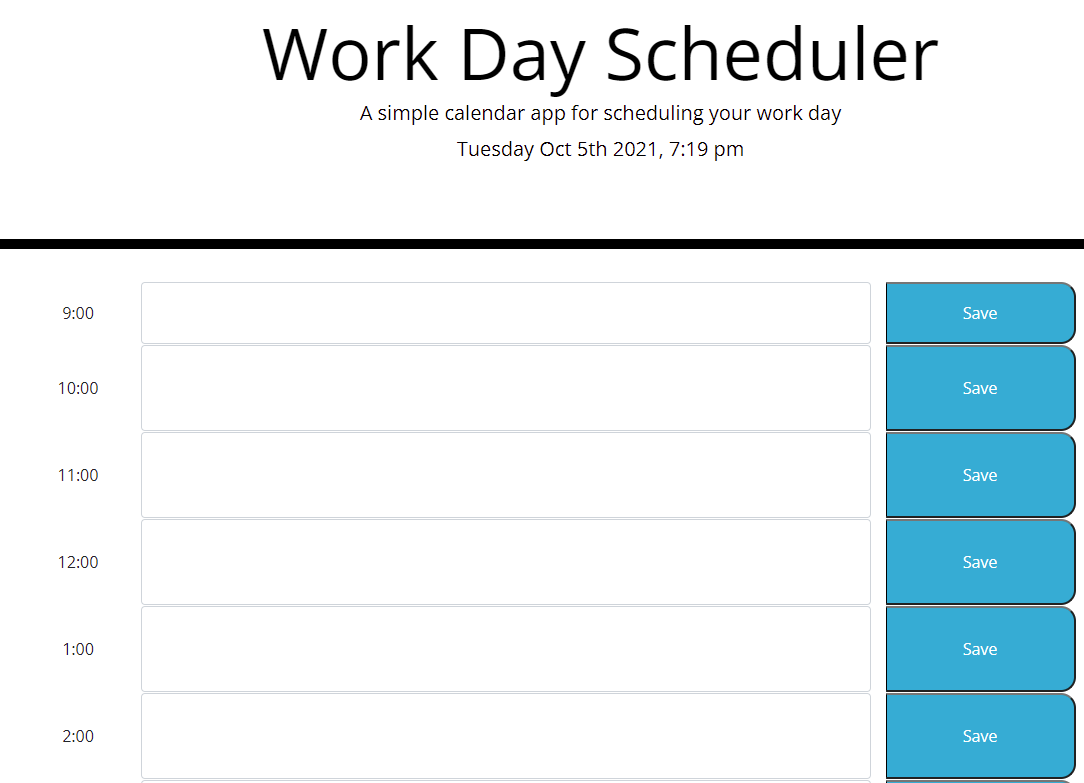 Work Day Scheduler
A simple calendar app for scheduling your work day
Tuesday Oct 5th 2021, 7:19 pm
9:00 Save
10:00 Save
11:00 Save
12:00 Save
1:00 Save
2:00 Save